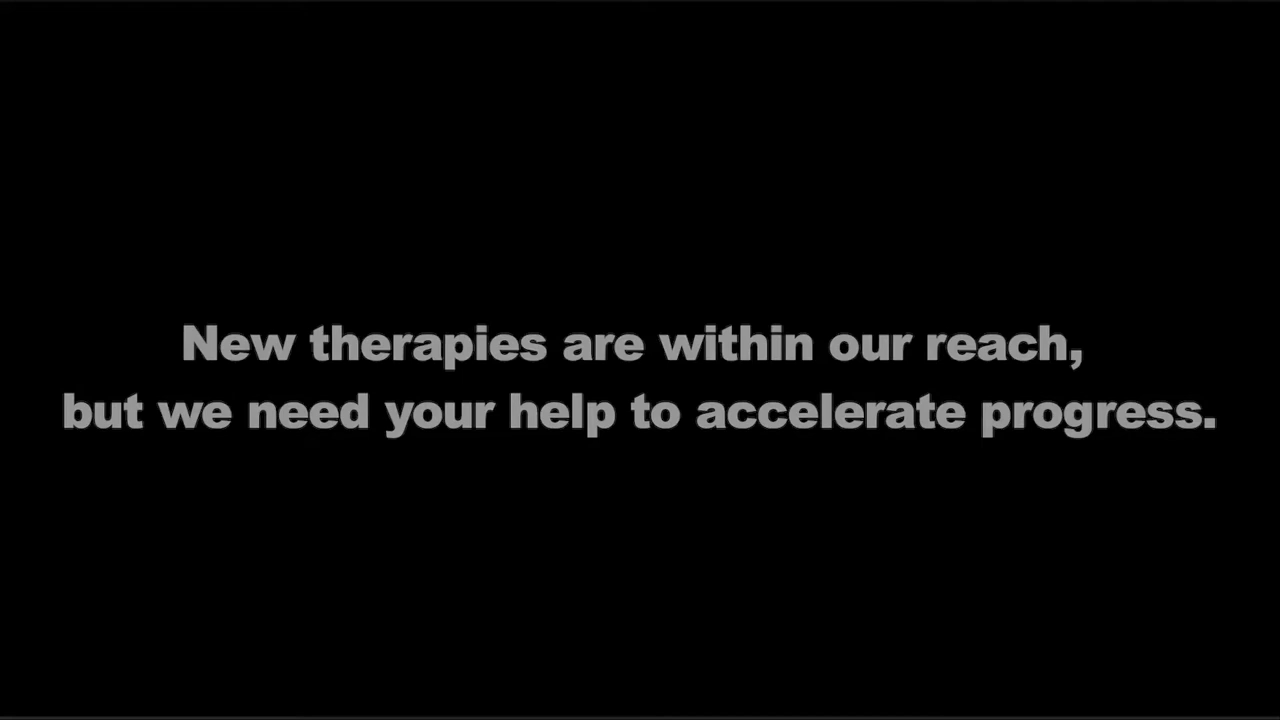 New therapies are within our reach,
but we need your help to accelerate progress.